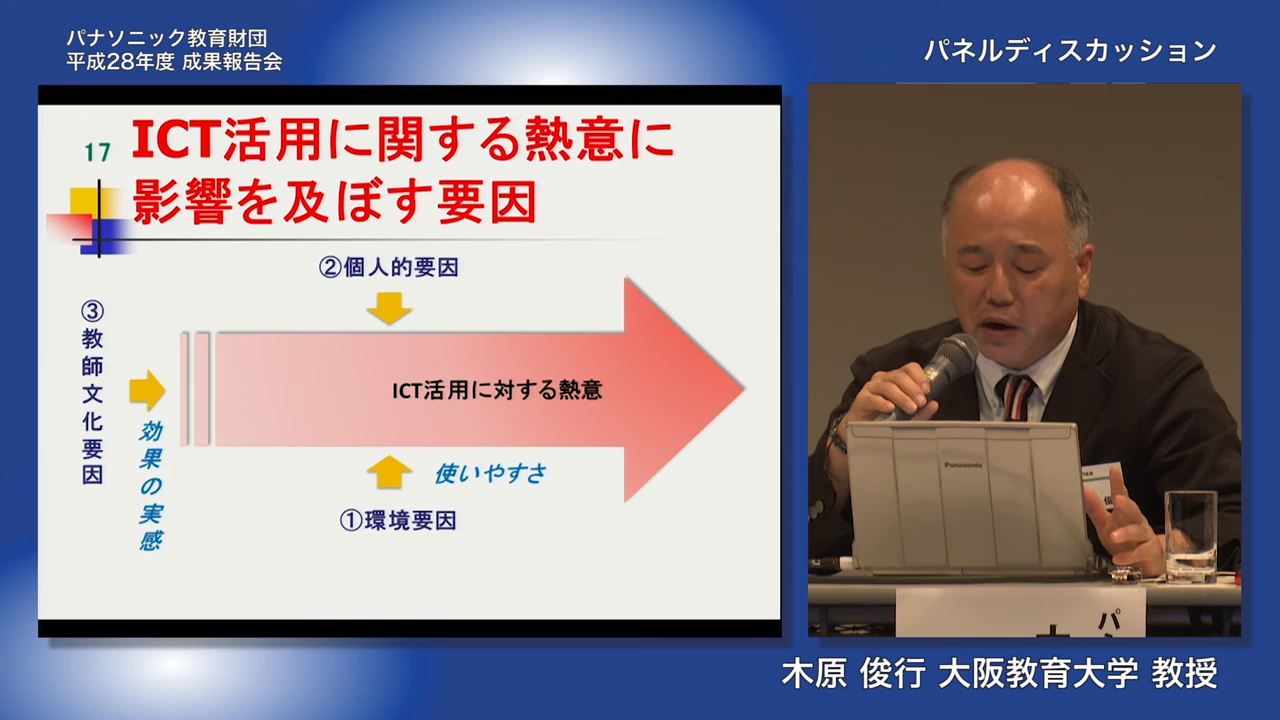 パナソニック教育財団
平成28年度 成果報告会
パネルディスカッション
17
ICT活用に関する熱意に
影響を及ぼす要因
②個人的要因
③教師文化要因
効果の実感
ICT活用に対する熱意
使いやすさ
①環境要因
Panasonic
パ
木原 俊行 大阪教育大学 教授